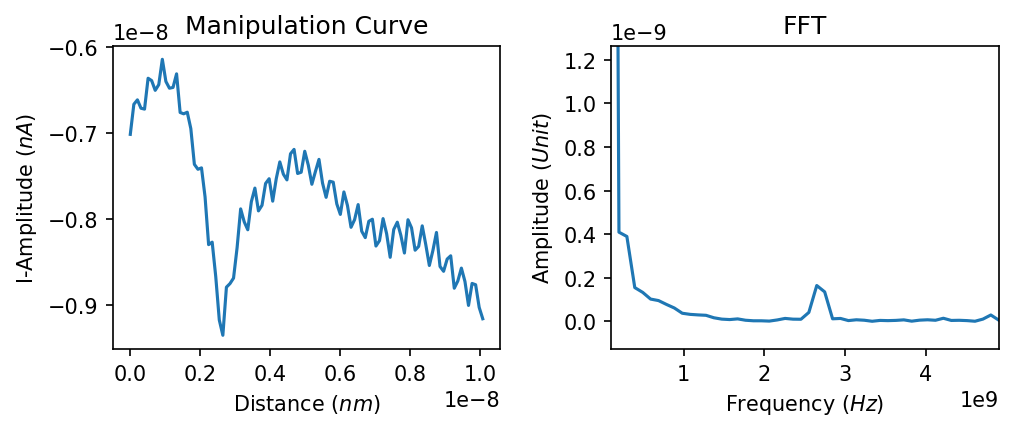 Manipulation Curve
1e−8
−0.6
−0.7
−0.8
−0.9
I-Amplitude (nA)
0.0 0.2 0.4 0.6 0.8 1.0
1e−8
Distance (nm)
FFT
1e−9
1.2
1.0
0.8
0.6
0.4
0.2
0.0
Amplitude (Unit)
1 2 3 4
1e9
Frequency (Hz)